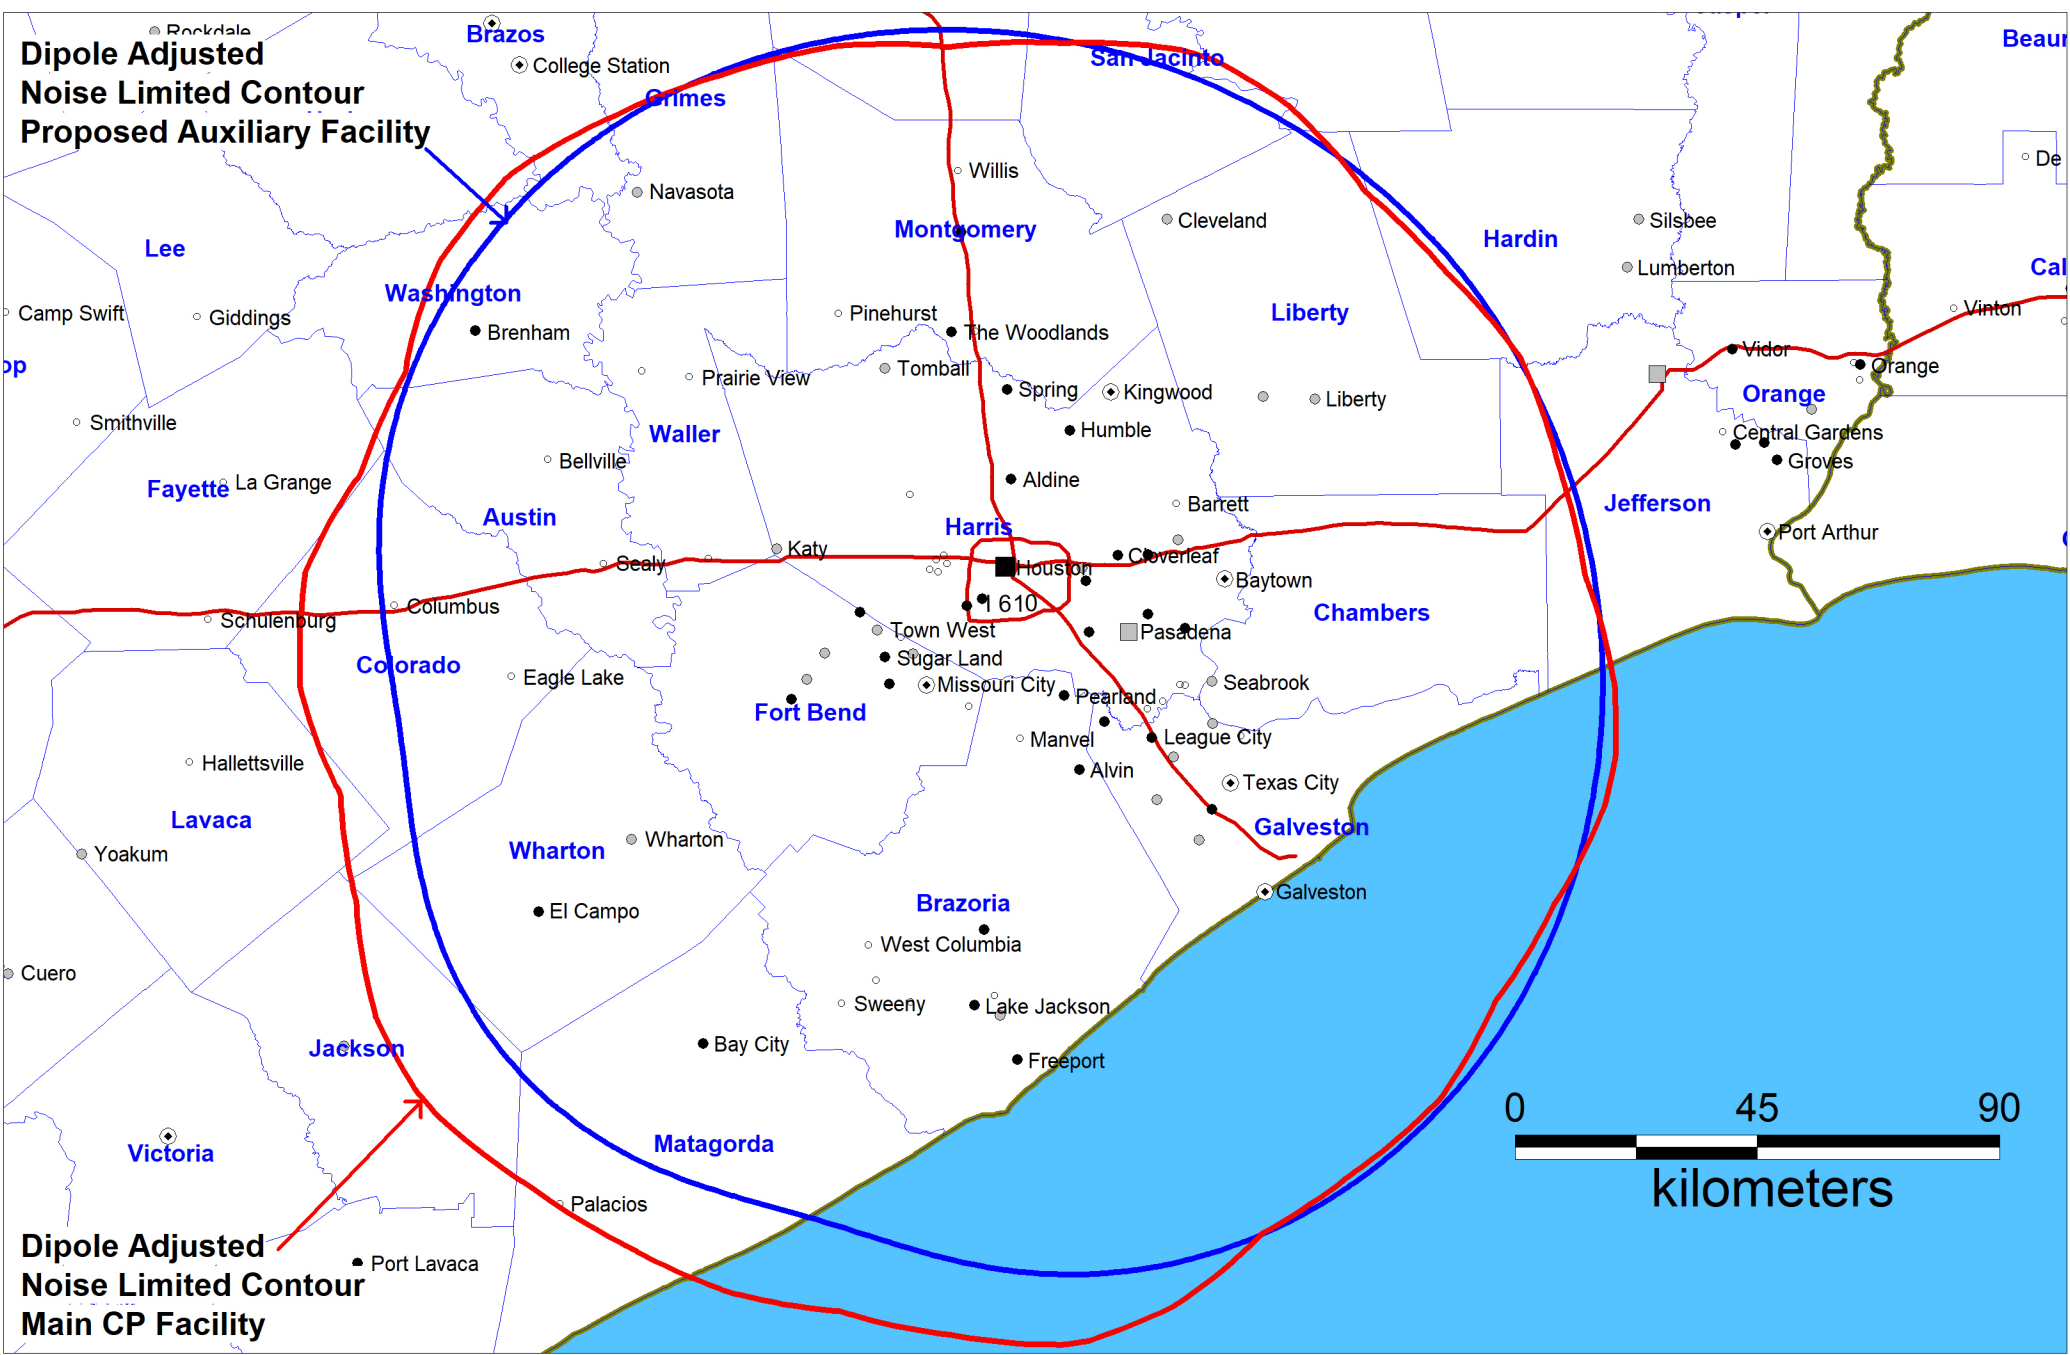 Rockdale
Dipole Adjusted
Noise Limited Contour
Proposed Auxiliary Facility
Brazos
College Station
Grimes
San Jacinto
Beaur
De
Willis
Navasota
Montgomery
Cleveland
Silsbee
Hardin
Lee
Lumberton
Cal
Washington
Camp Swift
Giddings
Pinehurst
Liberty
Vinton
Brenham
The Woodlands
Vidor
op
Tomball
Orange
Prairie View
Spring
Kingwood
Liberty
Orange
Smithville
Waller
Humble
Central Gardens
Bellville
Groves
Fayette
La Grange
Aldine
Barrett
Jefferson
Austin
Harris
Port Arthur
Katy
Cloverleaf
Sealy
Houston
Baytown
Columbus
I 610
Chambers
Schulenburg
Town West
Pasadena
Colorado
Sugar Land
Eagle Lake
Missouri City
Seabrook
Pearland
Fort Bend
Manvel
League City
Hallettsville
Alvin
Texas City
Lavaca
Galveston
Wharton
Wharton
Yoakum
Galveston
Brazoria
El Campo
West Columbia
Cuero
Sweeny
Lake Jackson
Jackson
Bay City
Freeport
0 45 90
kilometers
Matagorda
Victoria
Palacios
Dipole Adjusted
Noise Limited Contour
Main CP Facility
Port Lavaca